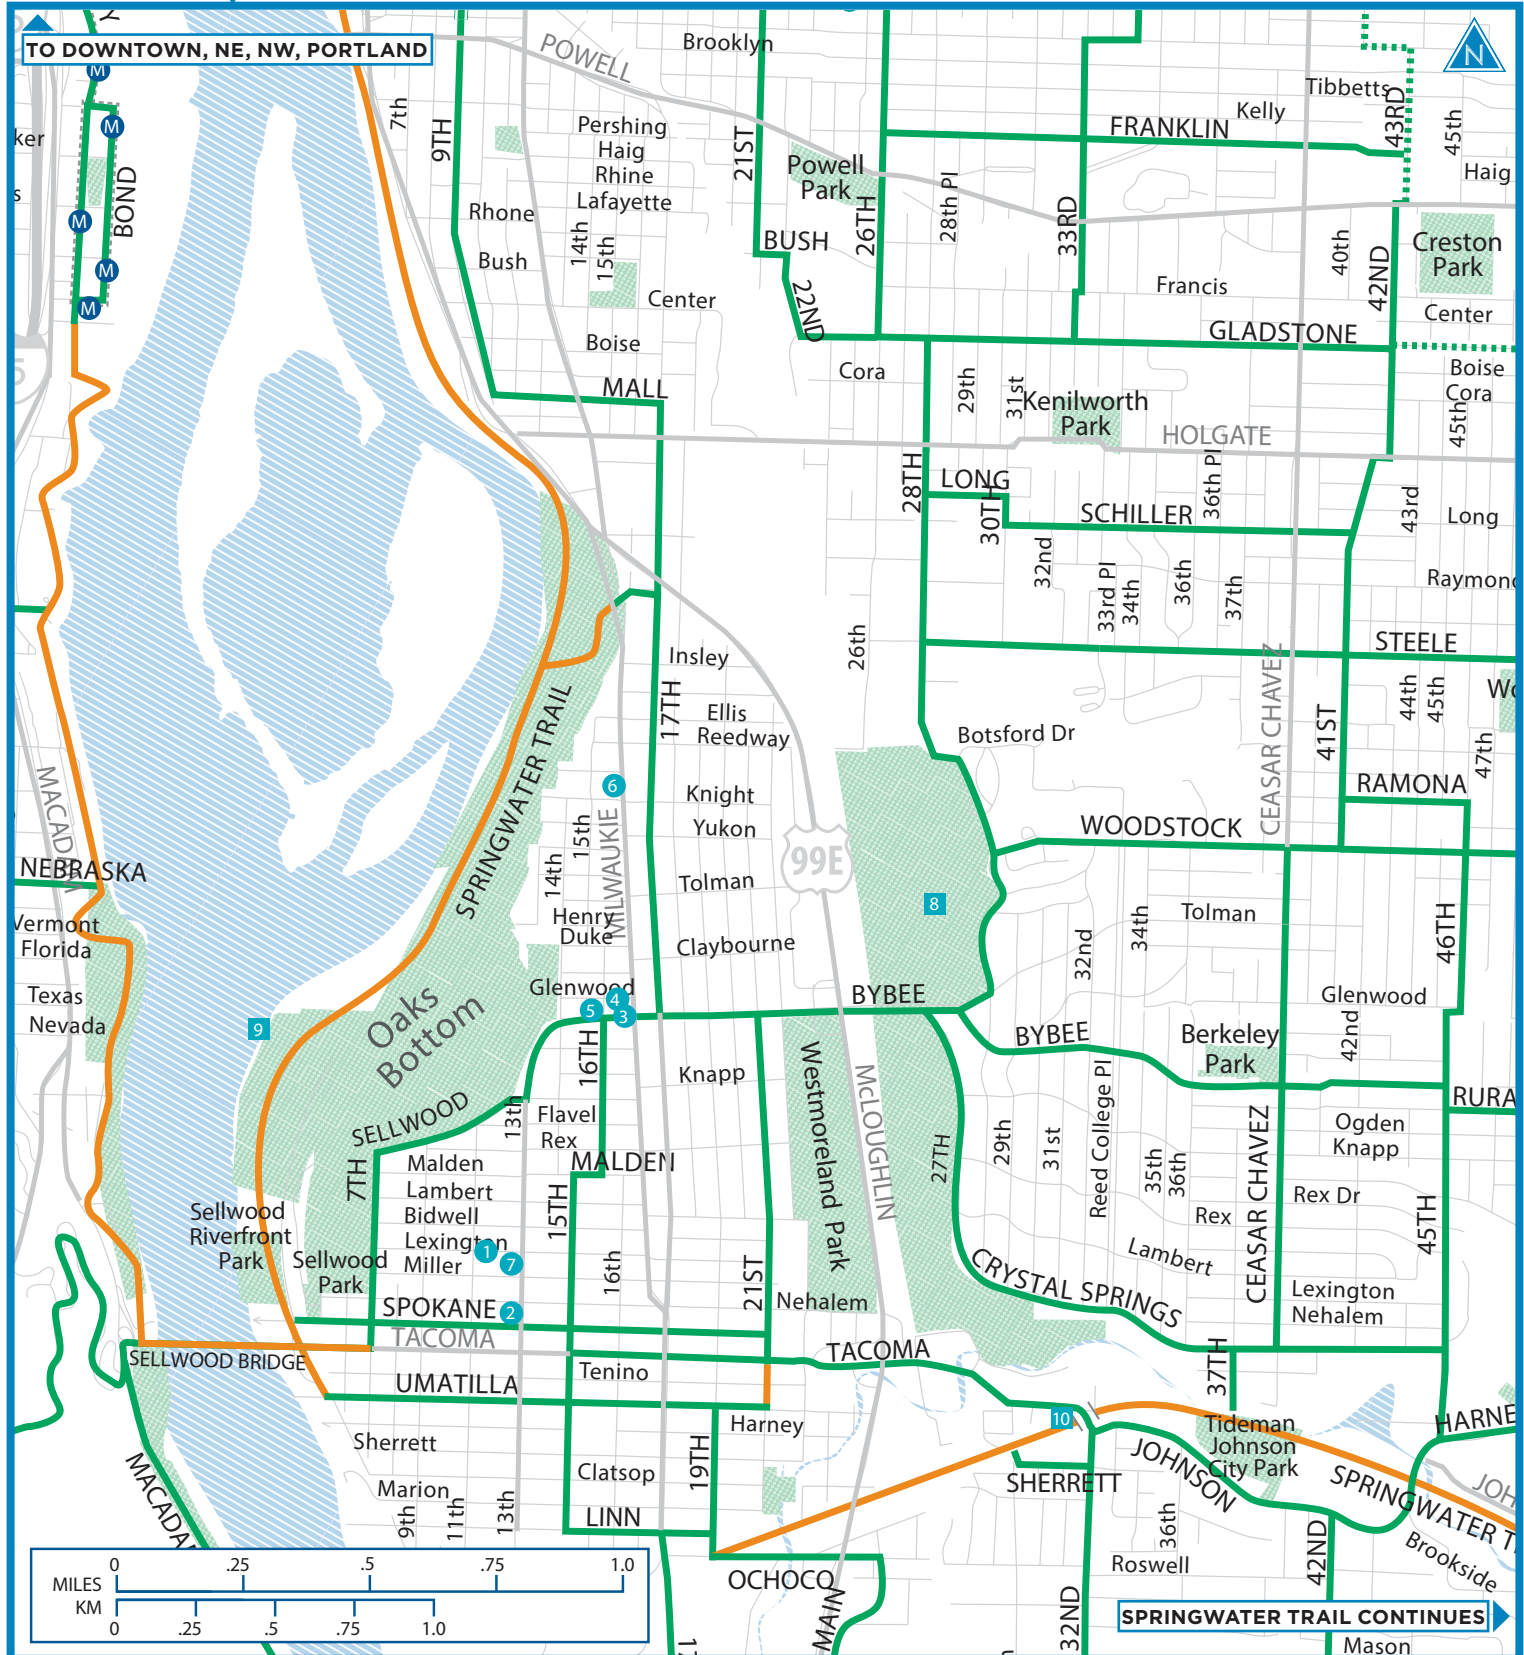 TO DOWNTOWN, NE, NW, PORTLAND
N
POWELL
Brooklyn
Tibbetts
Kelly
43RD
45th
7th
9TH
Pershing
Haig
Rhine
Lafayette
21ST
Powell
Park
FRANKLIN
Haig
M
M
M
M
M
BOND
Rhone
Bush
14th
15th
Center
Boise
BUSH
22ND
26TH
28th Pl
33RD
Francis
40th
42ND
Creston
Park
Center
GLADSTONE
MALL
Cora
29th
31st
Kenilworth
Park
HOLGATE
Boise
Cora
45th
28TH
LONG
30TH
SCHILLER
36th Pl
43rd
Long
32nd
33rd Pl
34th
36th
37th
Raymond
26th
STEELE
Insley
17TH
Ellis
Reedway
SPRINGWATER TRAIL
Botsford Dr
CEASAR CHAVEZ
41ST
44th
45th
47th
RAMONA
6
MACADAM
15th
14th
MILWAUKIE
Knight
Yukon
99E
WOODSTOCK
NEBRASKA
Tolman
8
Henry
Duke
Tolman
32nd
34th
46TH
Vermont
Florida
Claybourne
Texas
Nevada
9
Oaks
Bottom
Glenwood
4
5
3
BYBEE
Glenwood
16TH
BYBEE
Berkeley
Park
42nd
Knapp
Westmoreland Park
McLOUGHLIN
Reed College Pl
SELLWOOD
13th
Flavel
Rex
27TH
29th
31st
35th
36th
CEASAR CHAVEZ
Ogden
Knapp
7TH
Malden
Lambert
Bidwell
Lexington
Miller
MALDEN
15TH
Rex Dr
Rex
45TH
Sellwood
Riverfront
Park
Sellwood
Park
1
7
16th
21ST
Lambert
Lexington
Nehalem
CRYSTAL SPRINGS
Nehalem
SPOKANE
2
TACOMA
SELLWOOD BRIDGE
TACOMA
Tenino
37TH
UMATILLA
Harney
10
Tideman
Johnson
City Park
Sherrett
Clatsop
19TH
SHERRETT
JOHNSON
SPRINGWATER T
MACADAM
Marion
9th
11th
13th
LINN
36th
Brookside
42ND
Roswell
OCHOCO
MAIN
32ND
SPRINGWATER TRAIL CONTINUES
Mason
0 .25 .5 .75 1.0
MILES
KM
0 .25 .5 .75 1.0